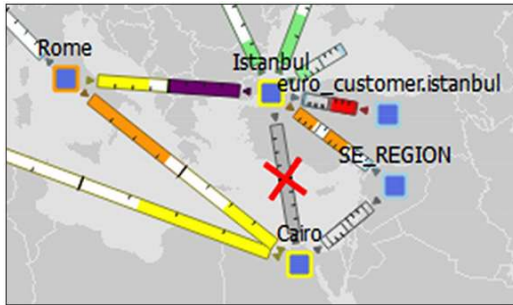 Rome
Istanbul
euro_customer.istanbul
SE_REGION
Cairo